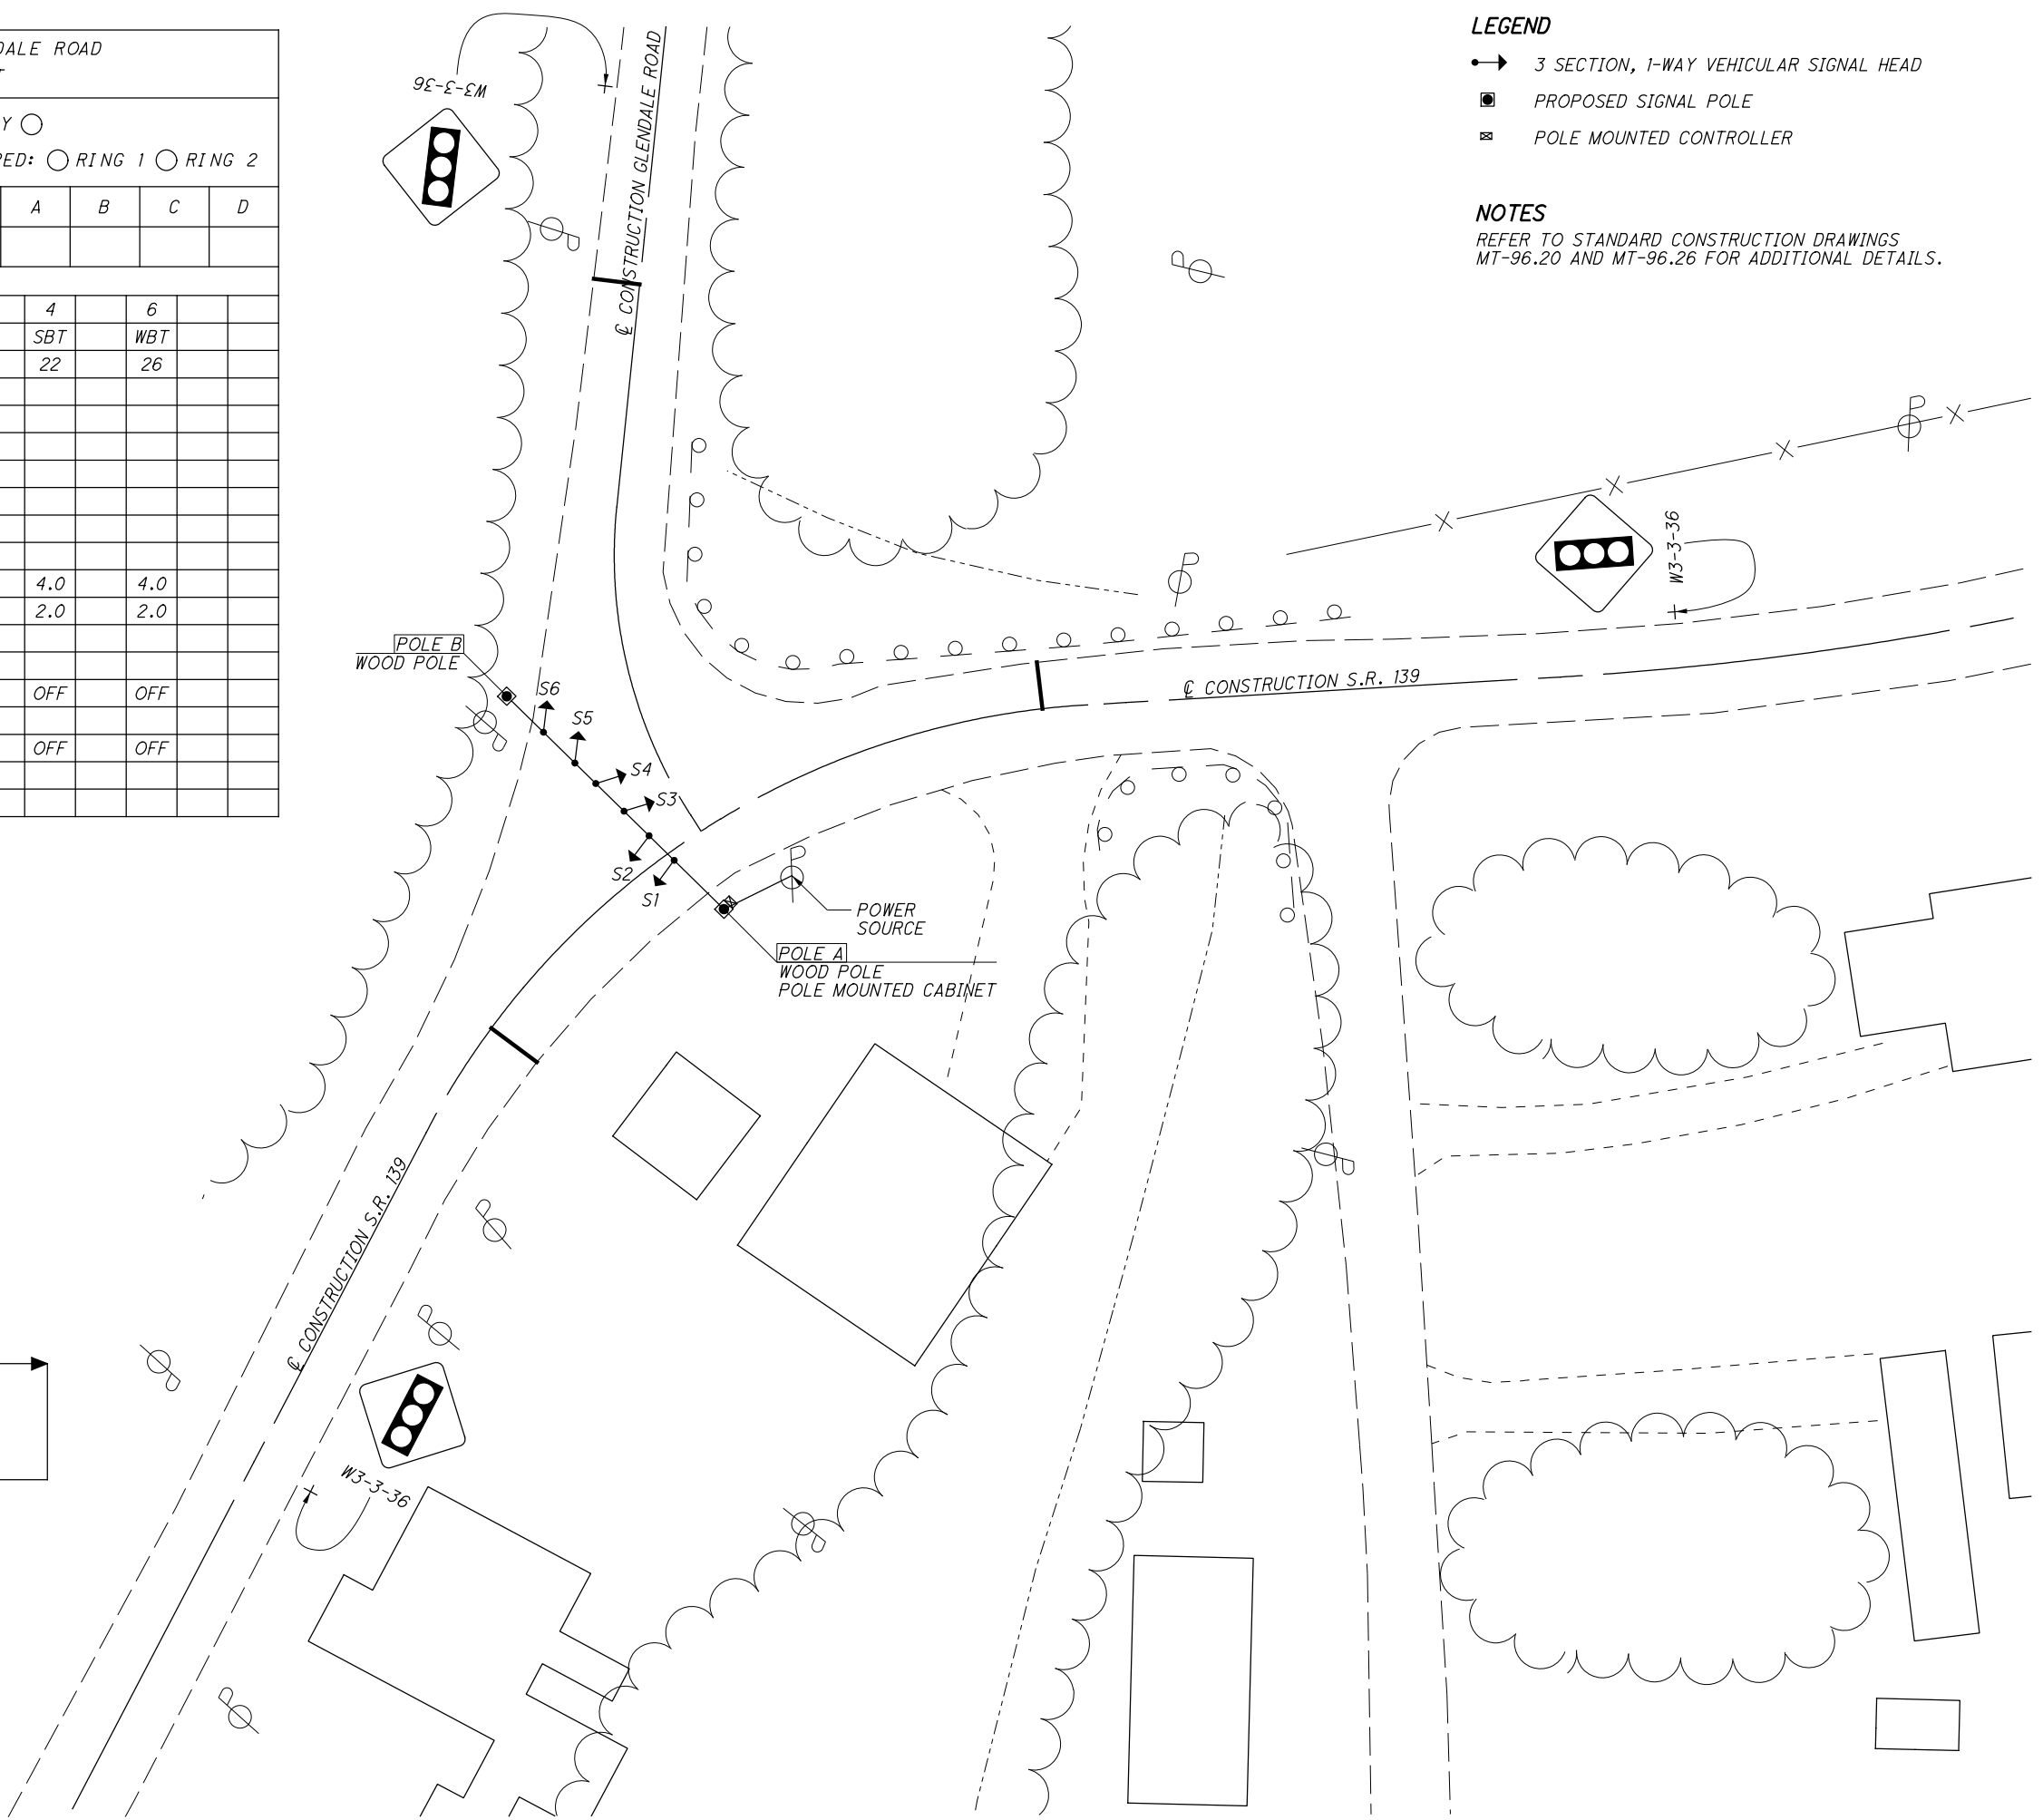 DALE ROAD
Y
PED: RING 1 RING 2
A B C D
4 6
SBT WBT
22 26
4.0 4.0
2.0 2.0
OFF OFF
OFF OFF
W3-3-36
℄ CONSTRUCTION GLENDALE ROAD
LEGEND
3 SECTION, 1-WAY VEHICULAR SIGNAL HEAD
PROPOSED SIGNAL POLE
POLE MOUNTED CONTROLLER
NOTES
REFER TO STANDARD CONSTRUCTION DRAWINGS
MT-96.20 AND MT-96.26 FOR ADDITIONAL DETAILS.
W3-3-36
℄ CONSTRUCTION S.R. 139
POLE B
WOOD POLE
S6
S5
S4
S3
S2
S1
POWER
SOURCE
POLE A
WOOD POLE
POLE MOUNTED CABINET
℄ CONSTRUCTION S.R. 139
W3-3-36